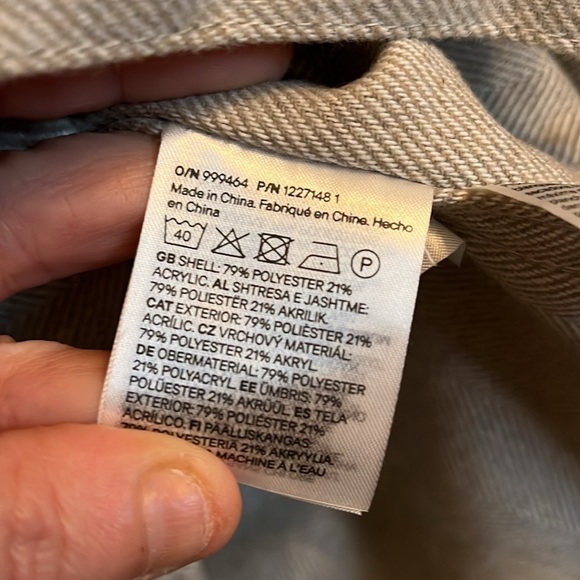 O/N 999464 P/N 1227148 1
Made in China. Fabriqué en Chine. Hecho
en China
40
P
GB SHELL: 79% POLYESTER 21%
ACRYLIC. AL SHTRESA E JASHTME:
79% POLIESTËR 21% AKRILIK.
CAT EXTERIOR: 79% POLIÈSTER 21%
ACRÍLIC. CZ VRCHOVÝ MATERIÁL:
79% POLYESTER 21% AKRYL.
DE OBERMATERIAL: 79% POLYESTER
21% POLYACRYL. EE ÜMBRIS: 79%
POLÜESTER 21% AKRÜÜL. ES TELA
EXTERIOR: 79% POLIÉSTER 21%
ACRÍLICO. FI PÄÄLLISKANGAS:
79% POLYESTERIÄ 21% AKRYYLIA.
MACHINE À L'EAU